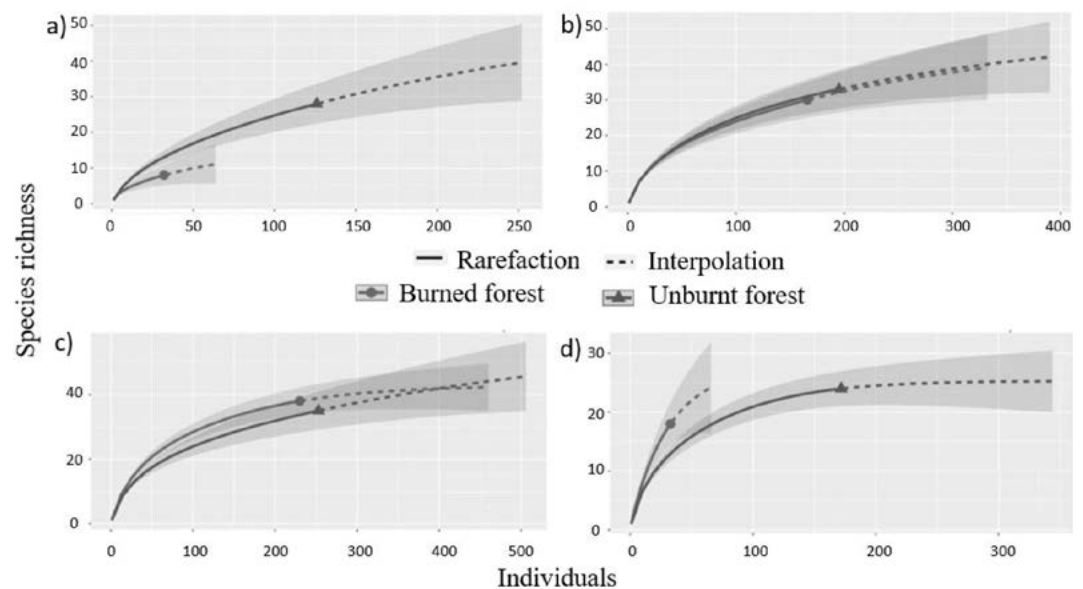 a)
50
40
30
20
10
0
0 50 100 150 200 250
b)
50
40
30
20
10
0
0 100 200 300 400
Species richness
Rarefaction Interpolation
Burned forest Unburnt forest
c)
40
20
0
0 100 200 300 400 500
d)
30
20
10
0
0 100 200 300
Individuals